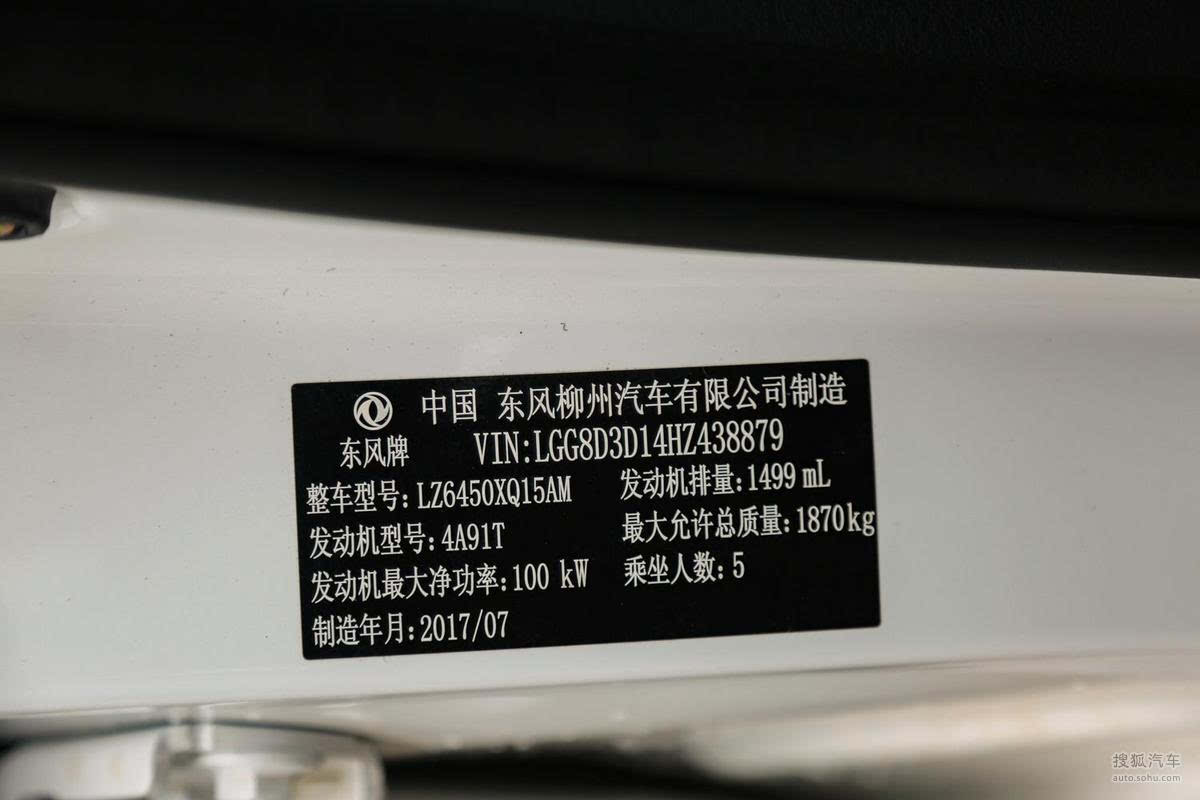 中国 东风柳州汽车有限公司制造
东风牌 VIN:LGG8D3D14HZ438879
整车型号:LZ6450XQ15AM 发动机排量:1499 mL
发动机型号:4A91T 最大允许总质量:1870kg
发动机最大净功率:100 kW 乘坐人数:5
制造年月:2017/07
搜狐汽车
auto.sohu.com